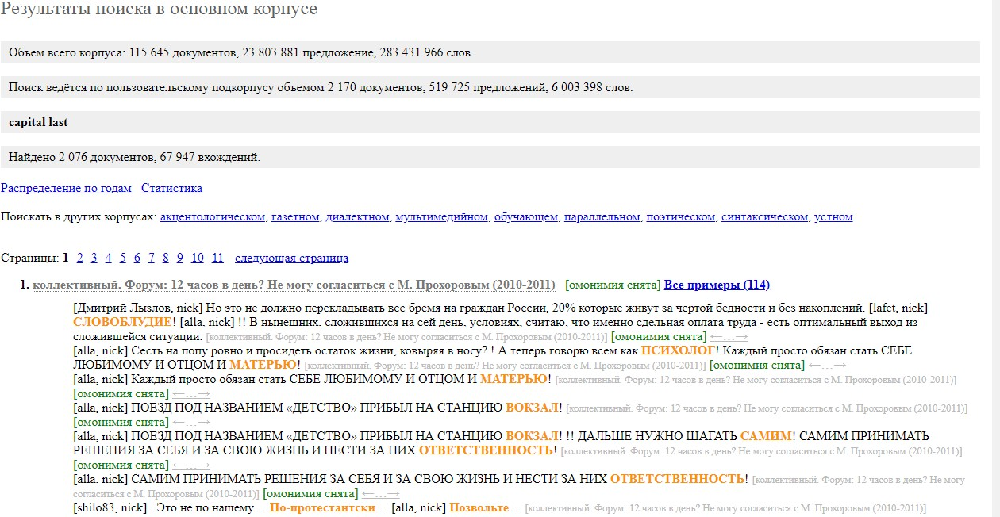 Результаты поиска в основном корпусе
Объем всего корпуса: 115 645 документов, 23 803 881 предложение, 283 431 966 слов.
Поиск ведётся по пользовательскому подкорпусу объемом 2 170 документов, 519 725 предложений, 6 003 398 слов.
capital last
Найдено 2 076 документов, 67 947 вхождений.
Распределение по годам Статистика
Поискать в других корпусах: акцентологическом, газетном, диалектном, мультимедийном, обучающем, параллельном, поэтическом, синтаксическом, устном.
Страницы: 1 2 3 4 5 6 7 8 9 10 11 следующая страница
1. коллективный. Форум: 12 часов в день? Не могу согласиться с М. Прохоровым (2010-2011) [омонимия снята] Все примеры (114)
[Дмитрий Лызлов, nick] Но это не должно перекладывать все бремя на граждан России, 20% которые живут за чертой бедности и без накоплений. [lafet, nick]
СЛОВОБЛУДИЕ! [alla, nick] !! В нынешних, сложившихся на сей день, условиях, считаю, что именно сдельная оплата труда - есть оптимальный выход из
сложившейся ситуации. [коллективный. Форум: 12 часов в день? Не могу согласиться с М. Прохоровым (2010-2011)] [омонимия снята] ←…→
[alla, nick] Сесть на попу ровно и просидеть остаток жизни, ковыряя в носу? ! А теперь говорю всем как ПСИХОЛОГ! Каждый просто обязан стать СЕБЕ
ЛЮБИМОМУ И ОТЦОМ И МАТЕРЬЮ! [коллективный. Форум: 12 часов в день? Не могу согласиться с М. Прохоровым (2010-2011)] [омонимия снята] ←…→
[alla, nick] Каждый просто обязан стать СЕБЕ ЛЮБИМОМУ И ОТЦОМ И МАТЕРЬЮ! [коллективный. Форум: 12 часов в день? Не могу согласиться с М. Прохоровым (2010-2011)]
[омонимия снята] ←…→
[alla, nick] ПОЕЗД ПОД НАЗВАНИЕМ «ДЕТСТВО» ПРИБЫЛ НА СТАНЦИЮ ВОКЗАЛ! [коллективный. Форум: 12 часов в день? Не могу согласиться с М. Прохоровым (2010-2011)]
[омонимия снята] ←…→
[alla, nick] ПОЕЗД ПОД НАЗВАНИЕМ «ДЕТСТВО» ПРИБЫЛ НА СТАНЦИЮ ВОКЗАЛ! !! ДАЛЬШЕ НУЖНО ШАГАТЬ САМИМ! САМИМ ПРИНИМАТЬ
РЕШЕНИЯ ЗА СЕБЯ И ЗА СВОЮ ЖИЗНЬ И НЕСТИ ЗА НИХ ОТВЕТСТВЕННОСТЬ! [коллективный. Форум: 12 часов в день? Не могу согласиться с М. Прохоровым (2010-2011)]
[омонимия снята] ←…→
[alla, nick] САМИМ ПРИНИМАТЬ РЕШЕНИЯ ЗА СЕБЯ И ЗА СВОЮ ЖИЗНЬ И НЕСТИ ЗА НИХ ОТВЕТСТВЕННОСТЬ! [коллективный. Форум: 12 часов в день? Не могу
согласиться с М. Прохоровым (2010-2011)] [омонимия снята] ←…→
[shilo83, nick] . Это не по нашему… По-протестантски… [alla, nick] Позвольте… [коллективный. Форум: 12 часов в день? Не могу согласиться с М. Прохоровым (2010-2011)]